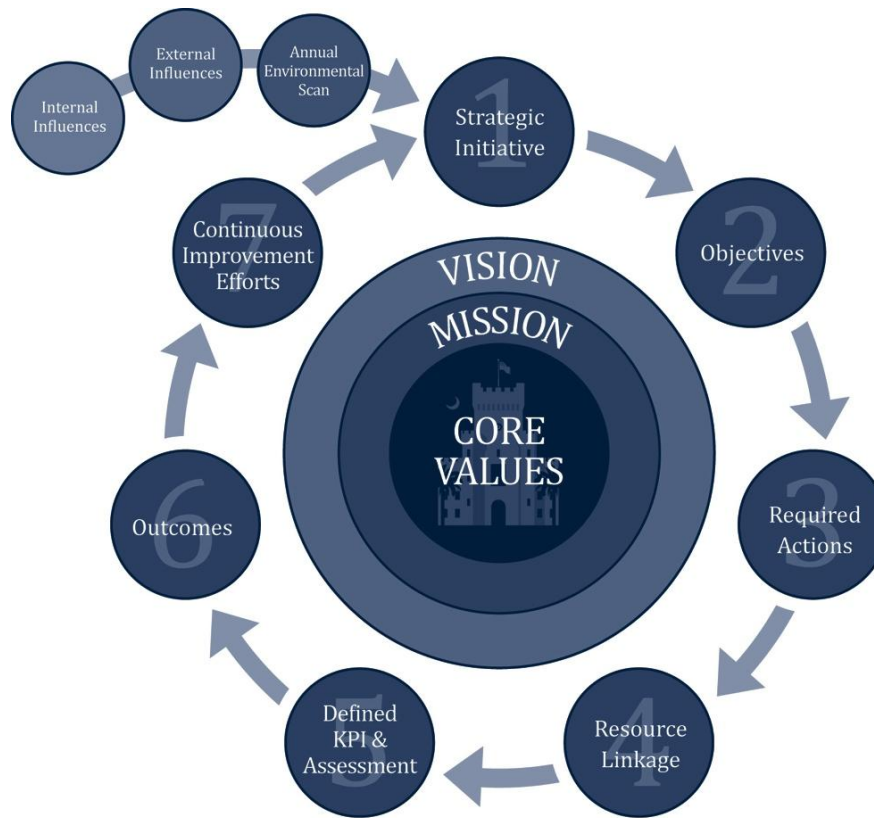 Internal
Influences
External
Influences
Annual
Environmental
Scan
1
Strategic
Initiative
2
Objectives
3
Required
Actions
4
Resource
Linkage
5
Defined
KPI &
Assessment
6
Outcomes
7
Continuous
Improvement
Efforts
VISION
MISSION
CORE
VALUES